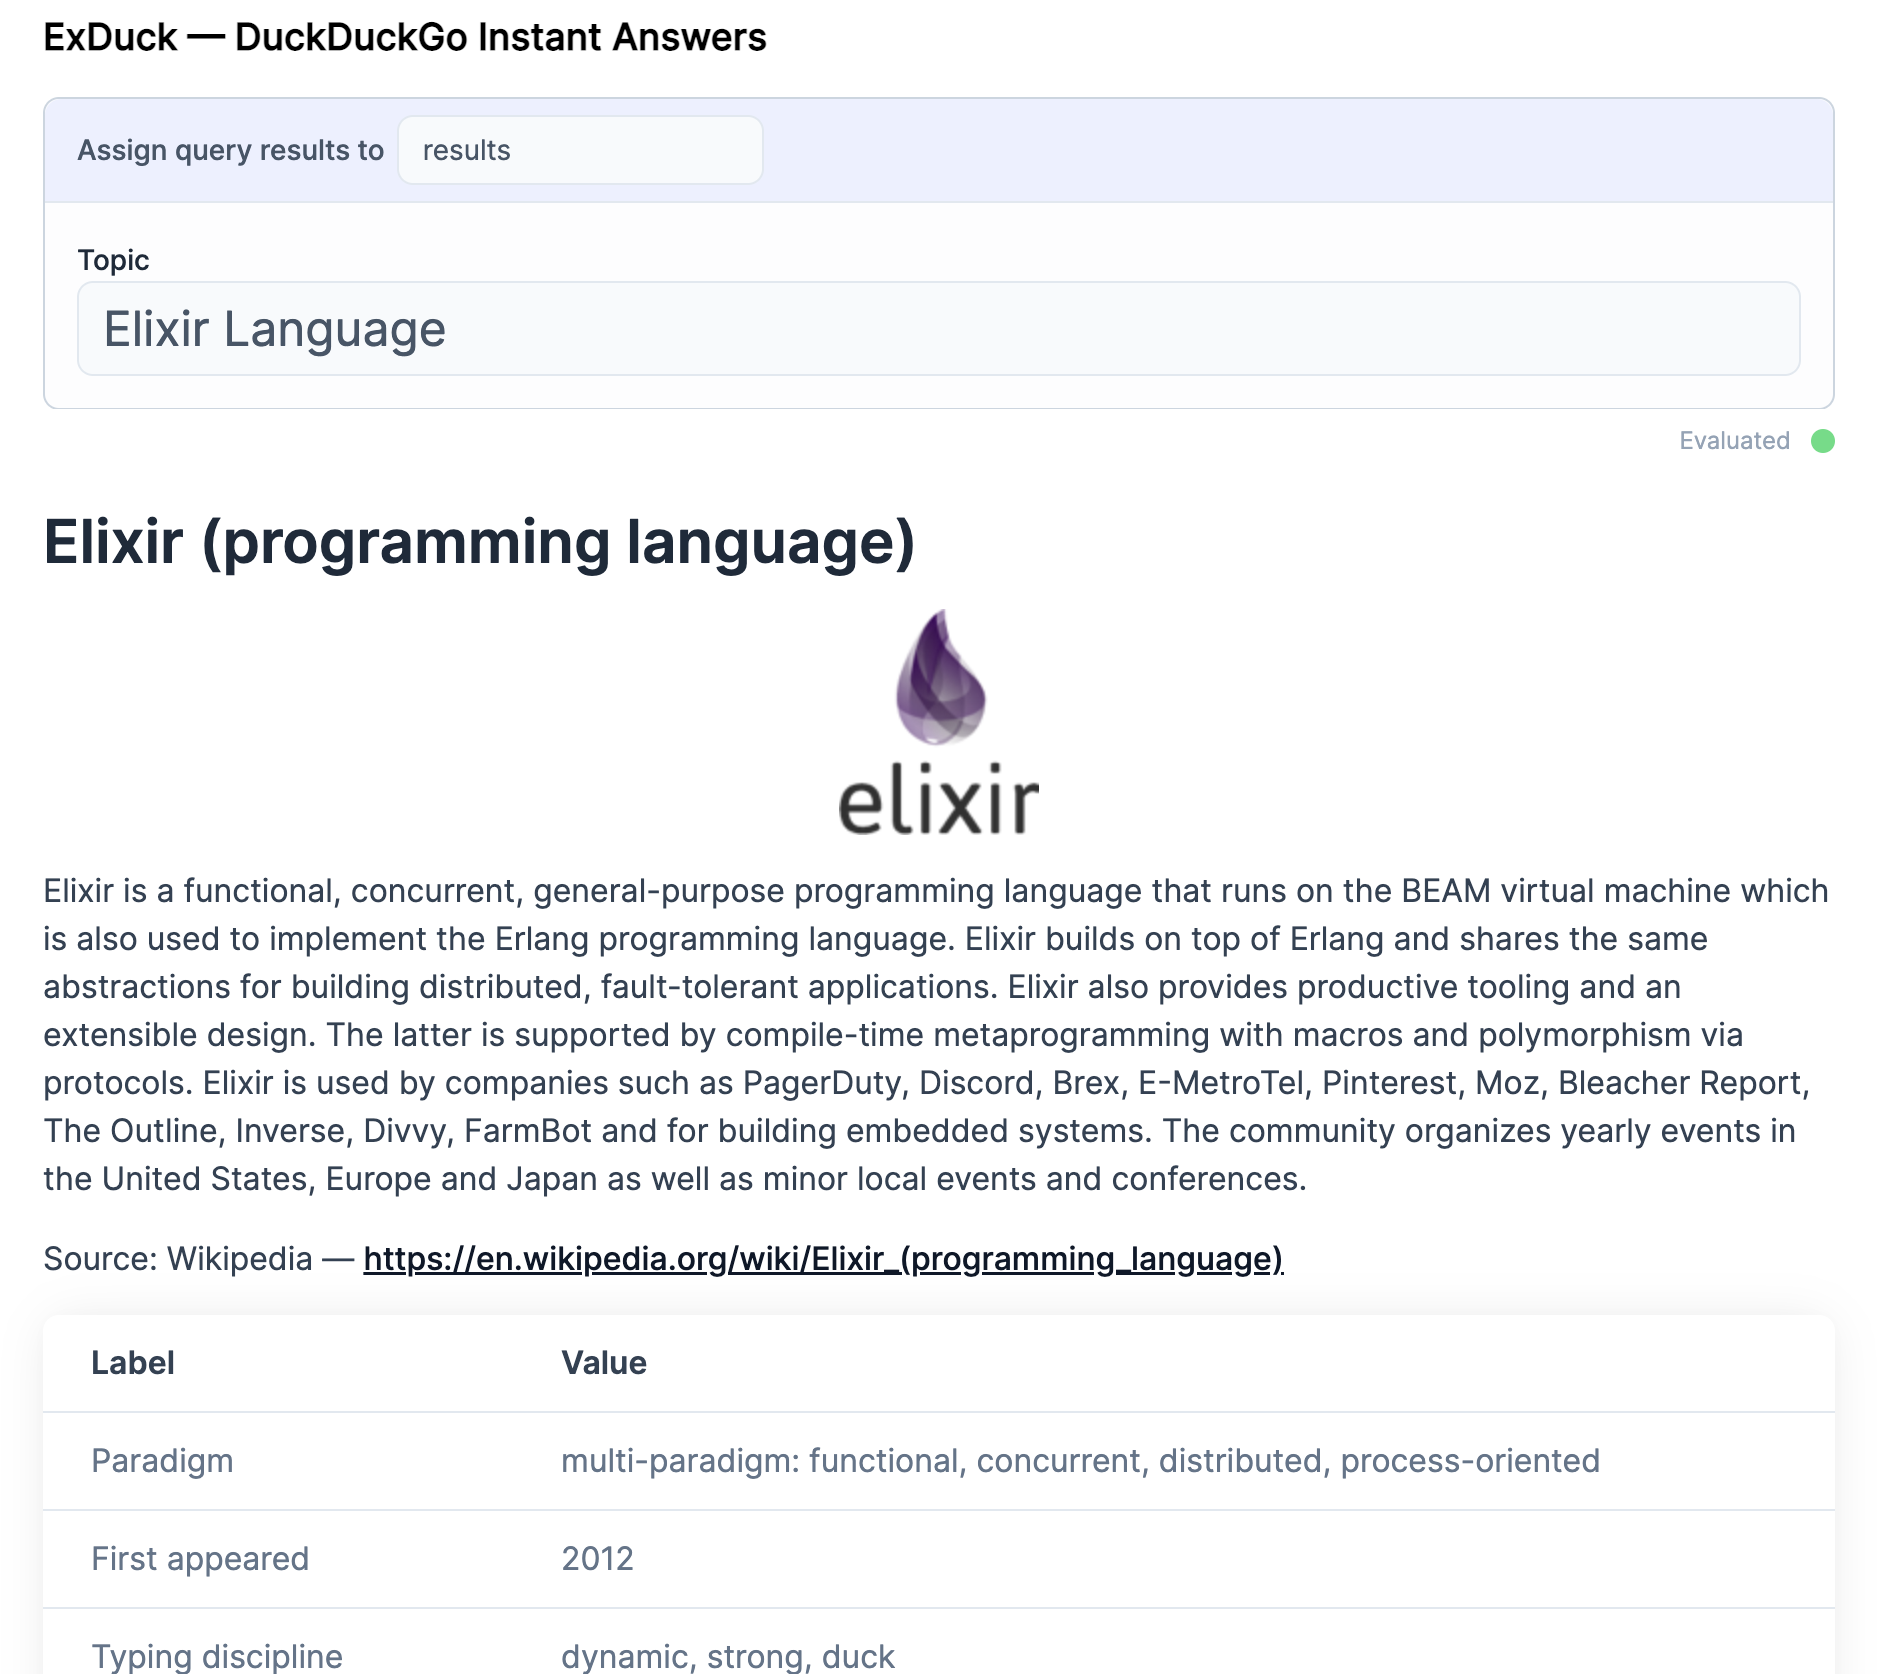 ExDuck — DuckDuckGo Instant Answers
Assign query results to results
Topic
Elixir Language
Evaluated
Elixir (programming language)
elixir
Elixir is a functional, concurrent, general-purpose programming language that runs on the BEAM virtual machine which
is also used to implement the Erlang programming language. Elixir builds on top of Erlang and shares the same
abstractions for building distributed, fault-tolerant applications. Elixir also provides productive tooling and an
extensible design. The latter is supported by compile-time metaprogramming with macros and polymorphism via
protocols. Elixir is used by companies such as PagerDuty, Discord, Brex, E-MetroTel, Pinterest, Moz, Bleacher Report,
The Outline, Inverse, Divvy, FarmBot and for building embedded systems. The community organizes yearly events in
the United States, Europe and Japan as well as minor local events and conferences.
Source: Wikipedia — https://en.wikipedia.org/wiki/Elixir_(programming_language)
Label Value
Paradigm multi-paradigm: functional, concurrent, distributed, process-oriented
First appeared 2012
Typing discipline dynamic, strong, duck